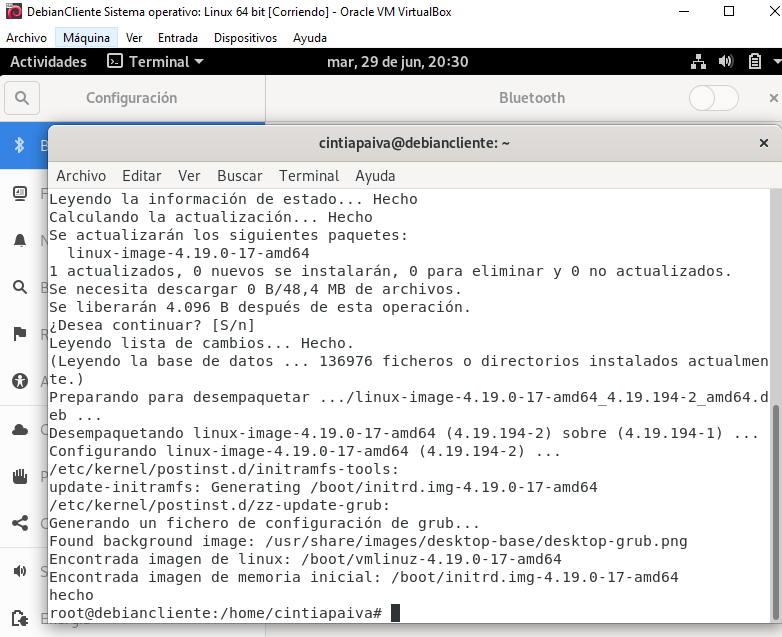 DebianCliente Sistema operativo: Linux 64 bit [Corriendo] - Oracle VM VirtualBox
Archivo Máquina Ver Entrada Dispositivos Ayuda
Actividades Terminal mar, 29 de jun, 20:30
Configuración Bluetooth
cintiapaiva@debiancliente: ~
Archivo Editar Ver Buscar Terminal Ayuda
Leyendo la información de estado... Hecho
Calculando la actualización... Hecho
Se actualizarán los siguientes paquetes:
linux-image-4.19.0-17-amd64
1 actualizados, 0 nuevos se instalarán, 0 para eliminar y 0 no actualizados.
Se necesita descargar 0 B/48,4 MB de archivos.
Se liberarán 4.096 B después de esta operación.
¿Desea continuar? [S/n]
Leyendo lista de cambios... Hecho.
(Leyendo la base de datos ... 136976 ficheros o directorios instalados actualmen
te.)
Preparando para desempaquetar .../linux-image-4.19.0-17-amd64_4.19.194-2_amd64.d
eb ...
Desempaquetando linux-image-4.19.0-17-amd64 (4.19.194-2) sobre (4.19.194-1) ...
Configurando linux-image-4.19.0-17-amd64 (4.19.194-2) ...
/etc/kernel/postinst.d/initramfs-tools:
update-initramfs: Generating /boot/initrd.img-4.19.0-17-amd64
/etc/kernel/postinst.d/zz-update-grub:
Generando un fichero de configuración de grub...
Found background image: /usr/share/images/desktop-base/desktop-grub.png
Encontrada imagen de linux: /boot/vmlinuz-4.19.0-17-amd64
Encontrada imagen de memoria inicial: /boot/initrd.img-4.19.0-17-amd64
hecho
root@debiancliente:/home/cintiapaiva#